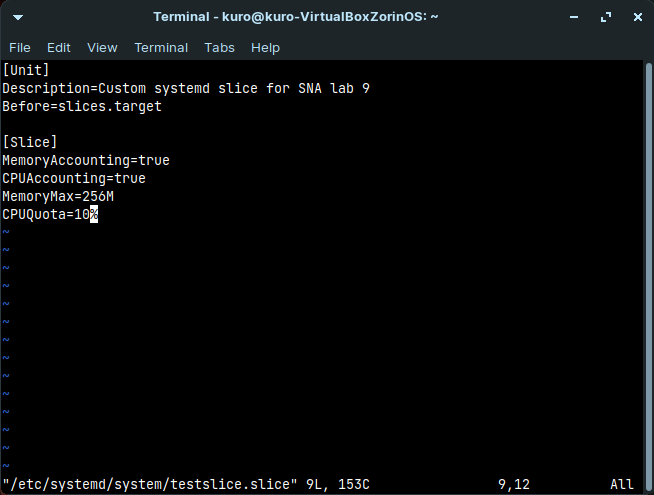 Terminal - kuro@kuro-VirtualBoxZorinOS: ~
File Edit View Terminal Tabs Help
[Unit]
Description=Custom systemd slice for SNA lab 9
Before=slices.target
[Slice]
MemoryAccounting=true
CPUAccounting=true
MemoryMax=256M
CPUQuota=10%
~
~
~
~
~
~
~
~
~
~
~
~
~
~
"/etc/systemd/system/testslice.slice" 9L, 153C 9,12 All